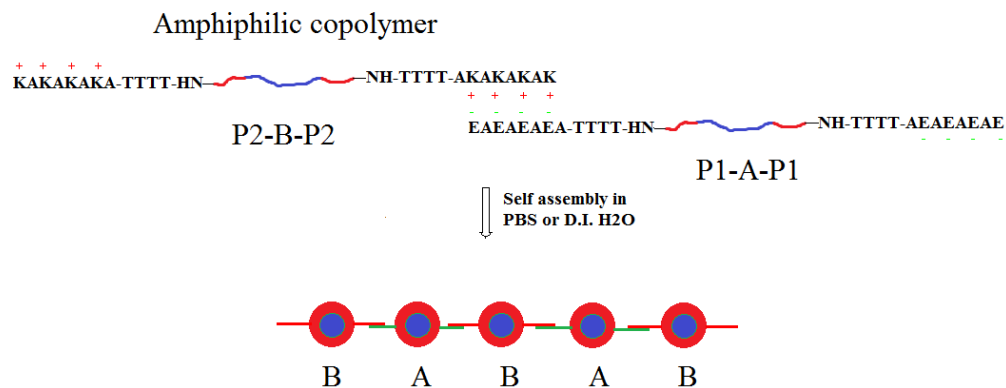 Amphiphilic copolymer
+ + + +
KAKAKAKA-TTTT-HN
NH-TTTT-AKAKAKAK
+ + + +
- - - -
EAEAEAEA-TTTT-HN
NH-TTTT-AEAEAEAE
- - - -
P2-B-P2
P1-A-P1
Self assembly in
PBS or D.I. H2O
B A B A B